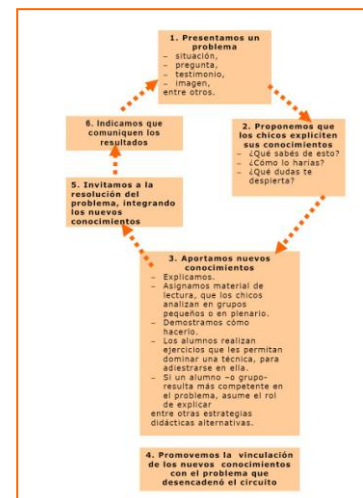 1. Presentamos un
problema
– situación,
– pregunta,
– testimonio,
– imagen,
entre otros.
2. Proponemos que
los chicos expliciten
sus conocimientos
– ¿Qué sabés de esto?
– ¿Cómo lo harías?
– ¿Qué dudas te
despierta?
3. Aportamos nuevos
conocimientos
– Explicamos.
– Asignamos material de
lectura, que los chicos
analizan en grupos
pequeños o en plenario.
– Demostramos cómo
hacerlo.
– Los alumnos realizan
ejercicios que les permitan
dominar una técnica, para
adiestrarse en ella.
– Si un alumno –o grupo–
resulta más competente en
el problema, asume el rol
de explicar
entre otras estrategias
didácticas alternativas.
4. Promovemos la vinculación
de los nuevos conocimientos
con el problema que
desencadenó el circuito
5. Invitamos a la
resolución del
problema, integrando
los nuevos
conocimientos
6. Indicamos que
comuniquen los
resultados